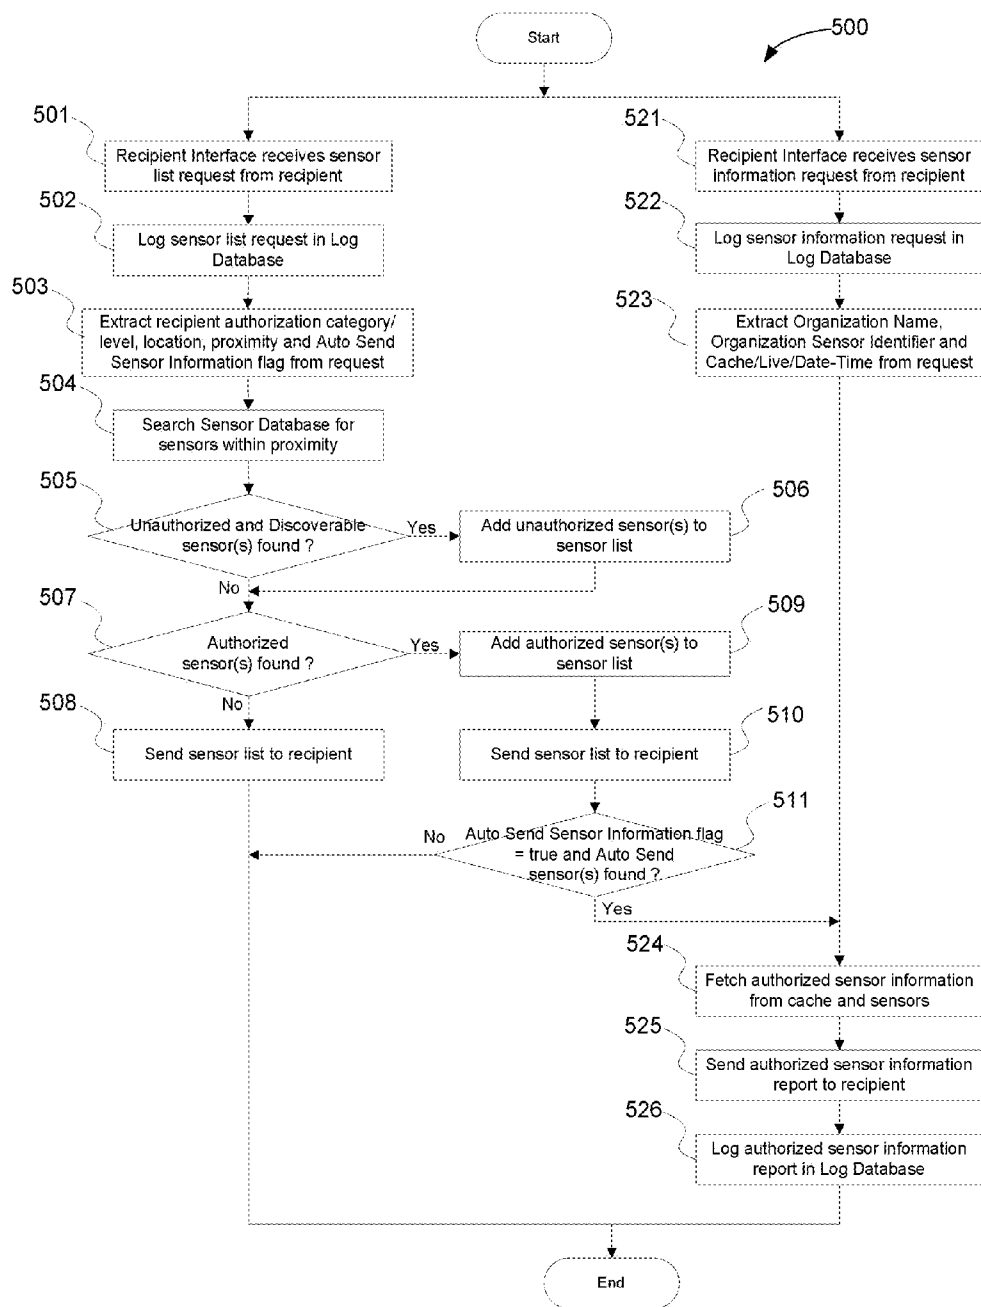 Start
500
501
Recipient Interface receives sensor
list request from recipient
502
Log sensor list request in Log
Database
503
Extract recipient authorization category/
level, location, proximity and Auto Send
Sensor Information flag from request
504
Search Sensor Database for
sensors within proximity
505
Unauthorized and Discoverable
sensor(s) found ?
Yes
No
506
Add unauthorized sensor(s) to
sensor list
507
Authorized
sensor(s) found ?
Yes
No
509
Add authorized sensor(s) to
sensor list
508
Send sensor list to recipient
510
Send sensor list to recipient
511
Auto Send Sensor Information flag
= true and Auto Send
sensor(s) found ?
No
Yes
521
Recipient Interface receives sensor
information request from recipient
522
Log sensor information request in
Log Database
523
Extract Organization Name,
Organization Sensor Identifier and
Cache/Live/Date-Time from request
524
Fetch authorized sensor information
from cache and sensors
525
Send authorized sensor information
report to recipient
526
Log authorized sensor information
report in Log Database
End